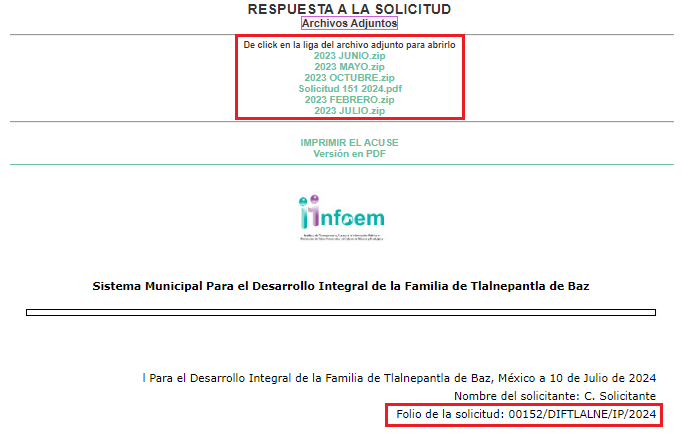 RESPUESTA A LA SOLICITUD
Archivos Adjuntos
De click en la liga del archivo adjunto para abrirlo
2023 JUNIO.zip
2023 MAYO.zip
2023 OCTUBRE.zip
Solicitud 151 2024.pdf
2023 FEBRERO.zip
2023 JULIO.zip
IMPRIMIR EL ACUSE
Versión en PDF
infoem
Sistema Municipal Para el Desarrollo Integral de la Familia de Tlalnepantla de Baz
l Para el Desarrollo Integral de la Familia de Tlalnepantla de Baz, México a 10 de Julio de 2024
Nombre del solicitante: C. Solicitante
Folio de la solicitud: 00152/DIFTLALNE/IP/2024